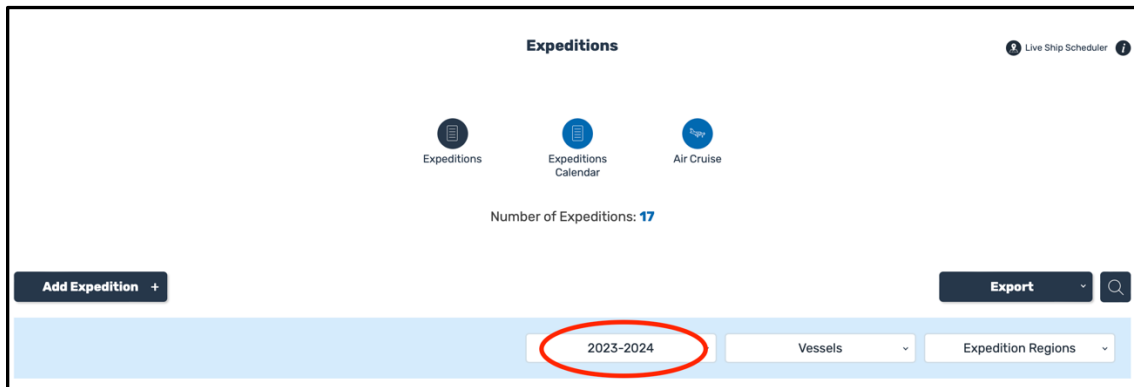 Expeditions
Live Ship Scheduler i
Expeditions
Expeditions
Calendar
Air Cruise
Number of Expeditions: 17
Add Expedition +
Export
2023-2024
Vessels
Expedition Regions